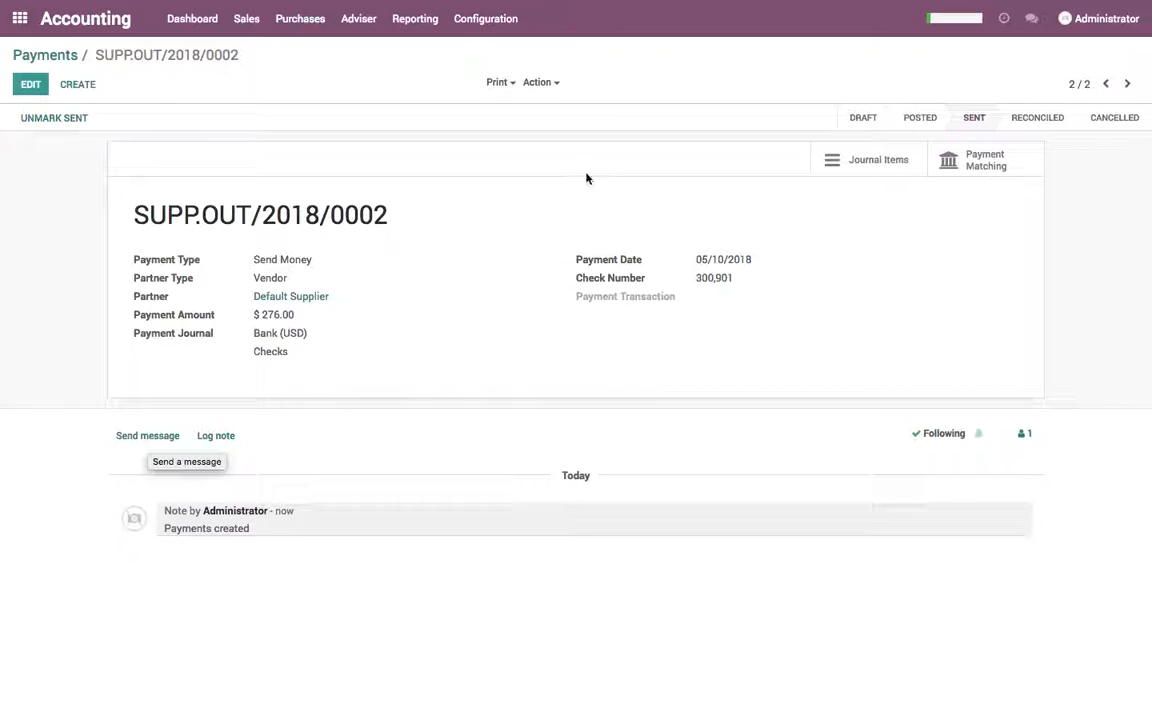 Accounting Dashboard Sales Purchases Adviser Reporting Configuration Administrator
Payments / SUPP.OUT/2018/0002
EDIT CREATE Print Action 2 / 2
UNMARK SENT DRAFT POSTED SENT RECONCILED CANCELLED
Journal Items Payment Matching
SUPP.OUT/2018/0002
Payment Type Send Money Payment Date 05/10/2018
Partner Type Vendor Check Number 300,901
Partner Default Supplier Payment Transaction
Payment Amount $ 276.00
Payment Journal Bank (USD)
Checks
Send message Log note Following 1
Send a message
Today
Note by Administrator - now
Payments created